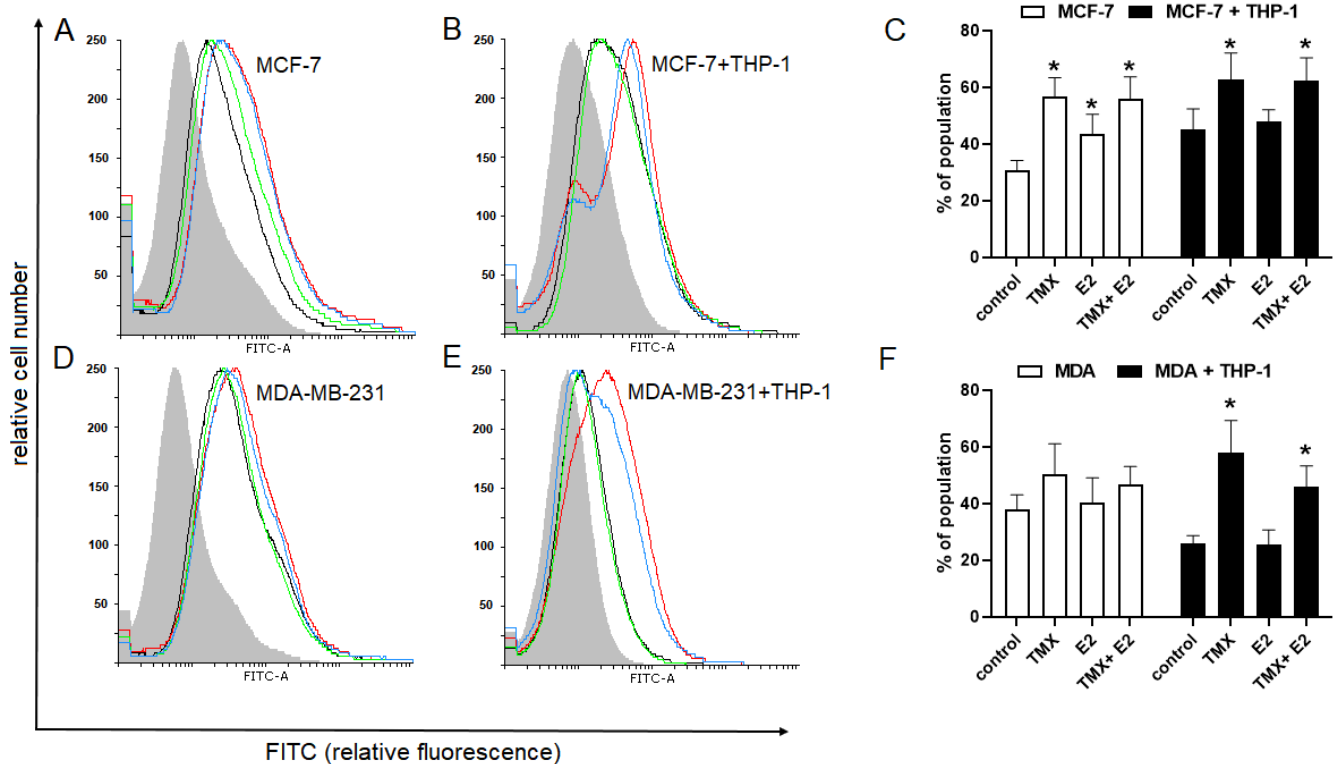 A
250
200
150
100
50
MCF-7
FITC-A
B
250
200
150
100
50
MCF-7+THP-1
FITC-A
C
MCF-7 MCF-7 + THP-1
% of population
80
60
40
20
0
* * * * *
control TMX E2 TMX+ E2 control TMX E2 TMX+ E2
D
250
200
150
100
50
MDA-MB-231
FITC-A
E
250
200
150
100
50
MDA-MB-231+THP-1
FITC-A
F
MDA MDA + THP-1
% of population
80
60
40
20
0
* *
control TMX E2 TMX+ E2 control TMX E2 TMX+ E2
relative cell number
FITC (relative fluorescence)